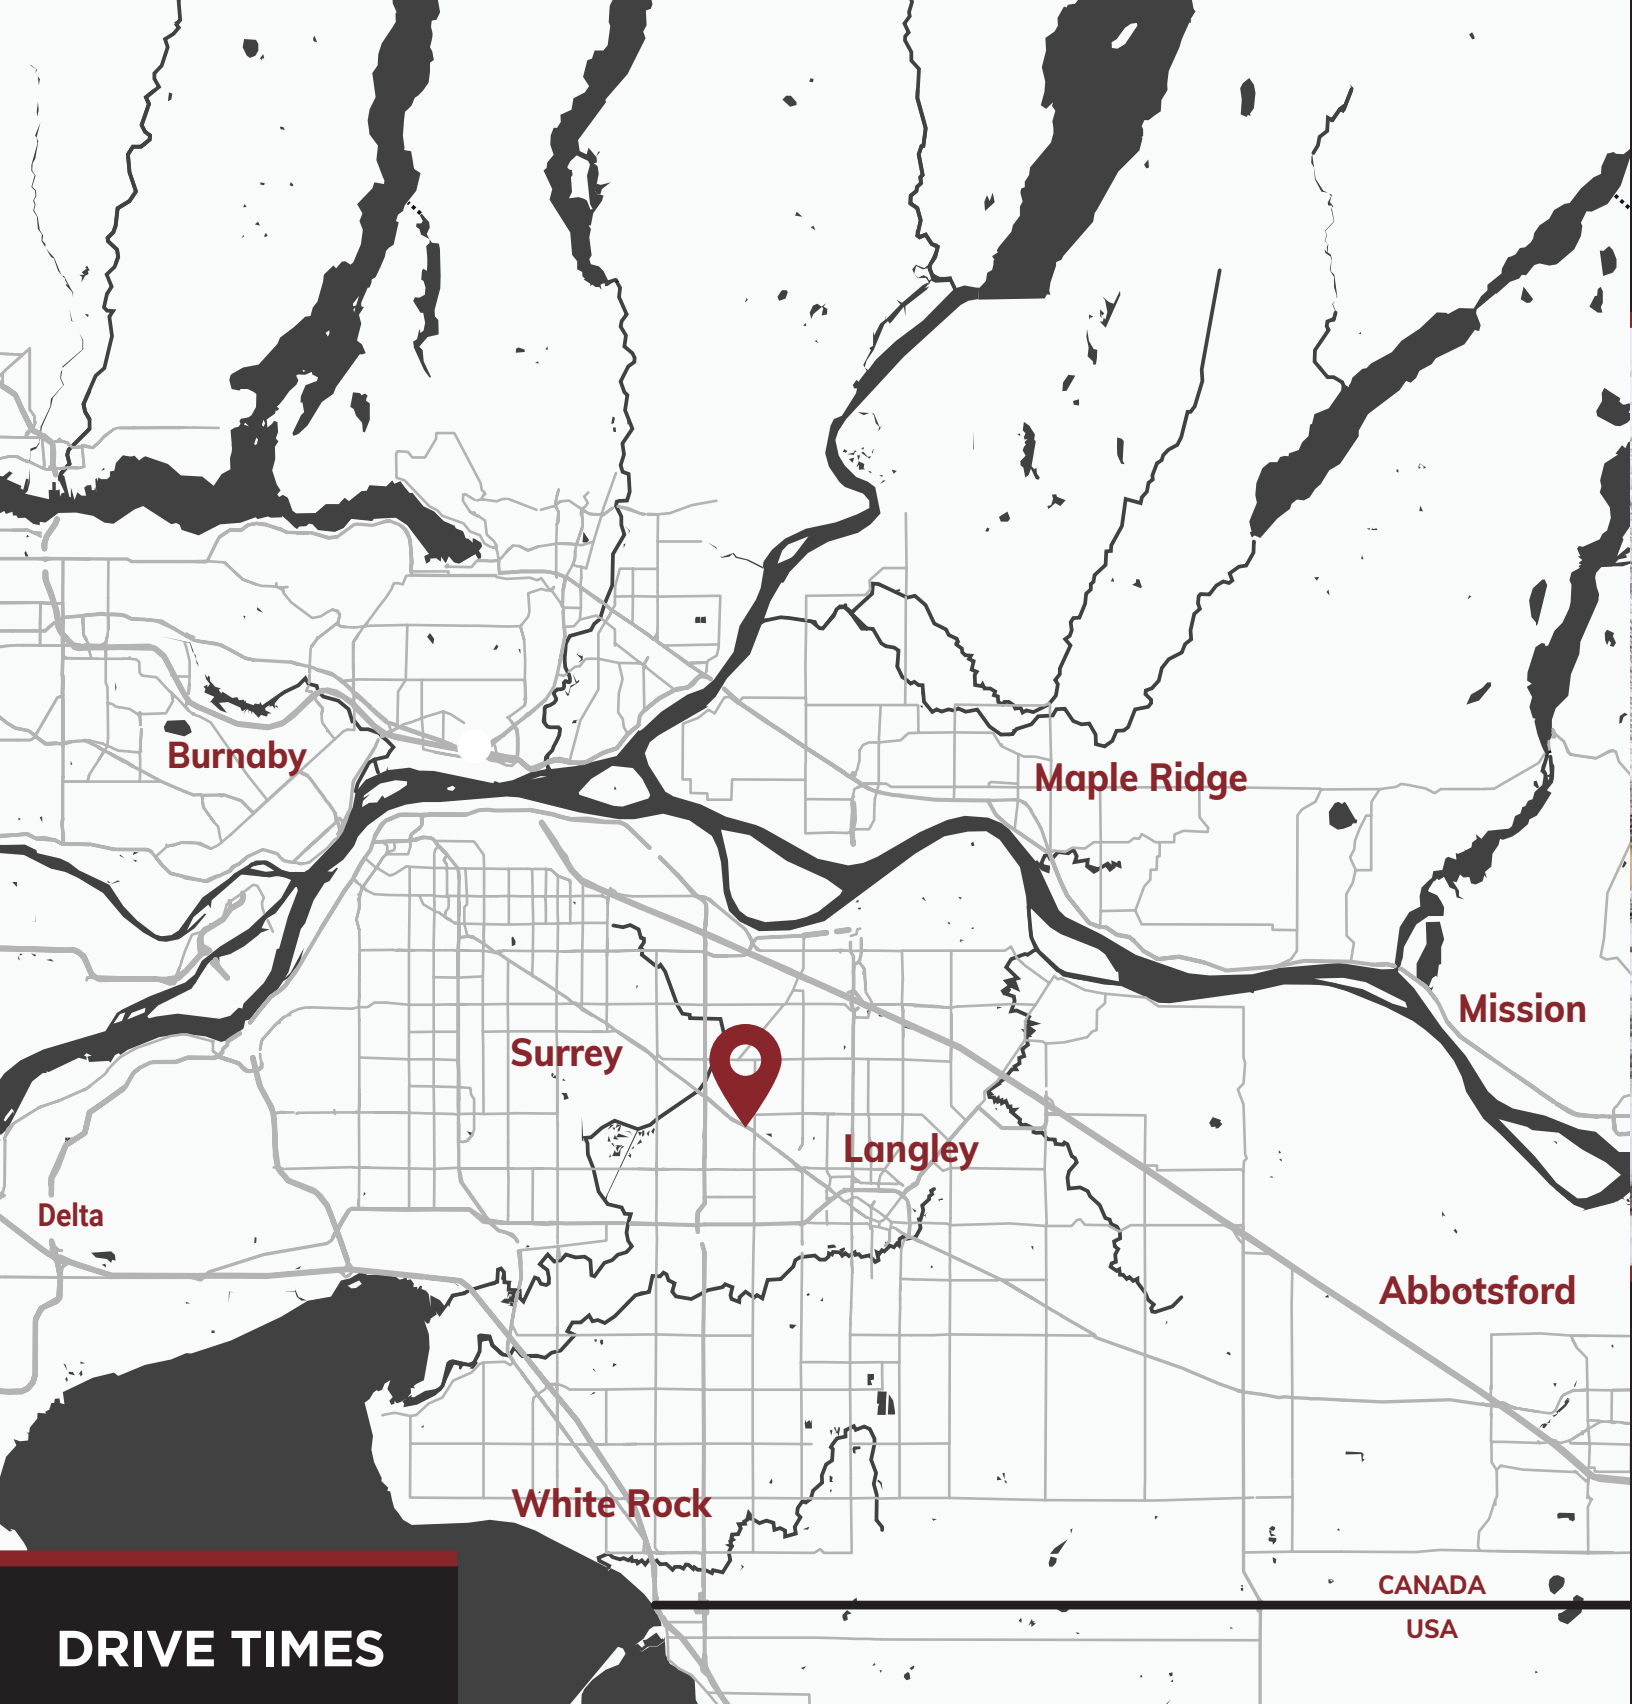 Burnaby
Maple Ridge
Mission
Surrey
Langley
Delta
Abbotsford
White Rock
CANADA
USA
DRIVE TIMES